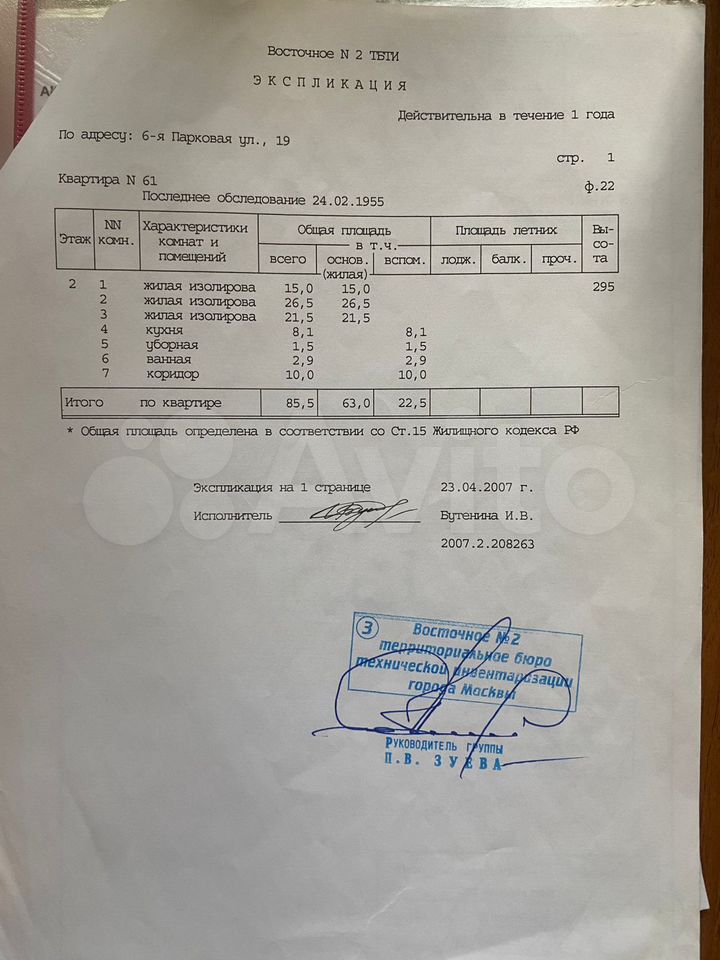 Восточное N 2 ТБТИ
ЭКСПЛИКАЦИЯ
Действительна в течение 1 года
По адресу: 6-я Парковая ул., 19
стр. 1
Квартира N 61
ф.22
Последнее обследование 24.02.1955
Этаж NN комн. Характеристики комнат и помещений Общая площадь всего в т.ч. основ. (жилая) вспом. Площадь летних лодж. балк. проч. Вы-со-та
2 1 жилая изолирова 15,0 15,0 295
2 жилая изолирова 26,5 26,5
3 жилая изолирова 21,5 21,5
4 кухня 8,1 8,1
5 уборная 1,5 1,5
6 ванная 2,9 2,9
7 коридор 10,0 10,0
Итого по квартире 85,5 63,0 22,5
* Общая площадь определена в соответствии со Ст.15 Жилищного кодекса РФ
Avito
Экспликация на 1 странице 23.04.2007 г.
Исполнитель Бутенина И.В.
2007.2.208263
3 Восточное №2
территориальное бюро
технической инвентаризации
города Москвы
Руководитель группы
П.В. ЗУЕВА